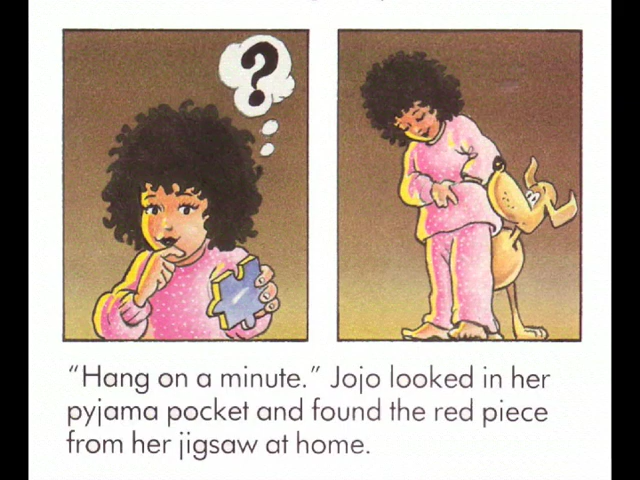 ?
"Hang on a minute." Jojo looked in her
pyjama pocket and found the red piece
from her jigsaw at home.